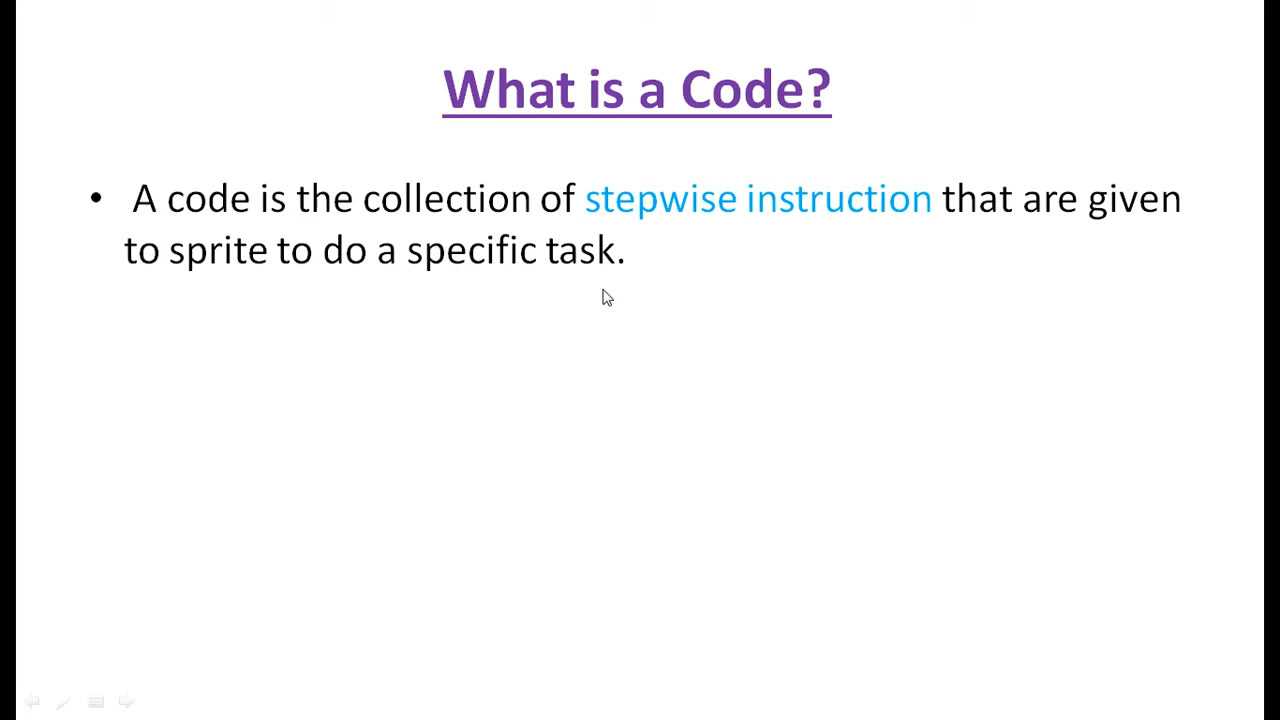 What is a Code?
• A code is the collection of stepwise instruction that are given
to sprite to do a specific task.